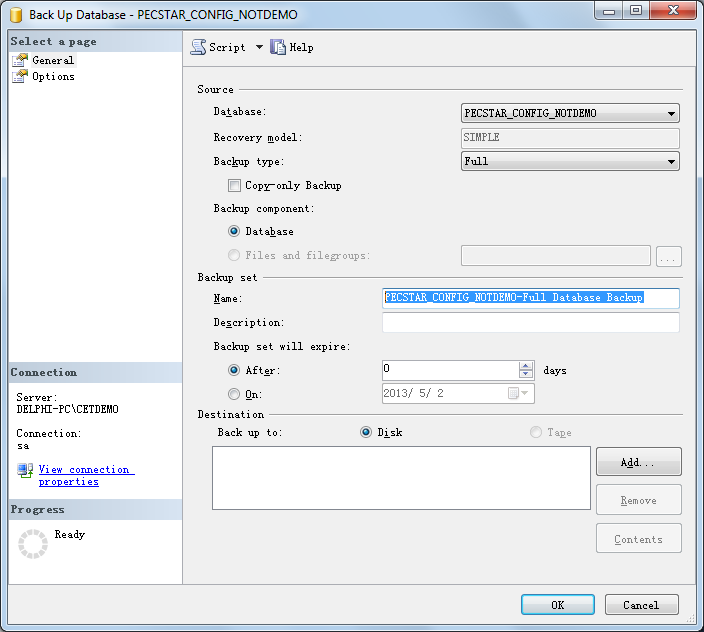 Back Up Database - PECSTAR_CONFIG_NOTDEMO
Select a page
General
Options
Script
Help
Source
Database:
PECSTAR_CONFIG_NOTDEMO
Recovery model:
SIMPLE
Backup type:
Full
Copy-only Backup
Backup component:
Database
Files and filegroups:
...
Backup set
Name:
PECSTAR_CONFIG_NOTDEMO-Full Database Backup
Description:
Backup set will expire:
After:
0
days
On:
2013/ 5/ 2
Destination
Back up to:
Disk
Tape
Add...
Remove
Contents
Connection
Server:
DELPHI-PC\CETDEMO
Connection:
sa
View connection
properties
Progress
Ready
OK
Cancel